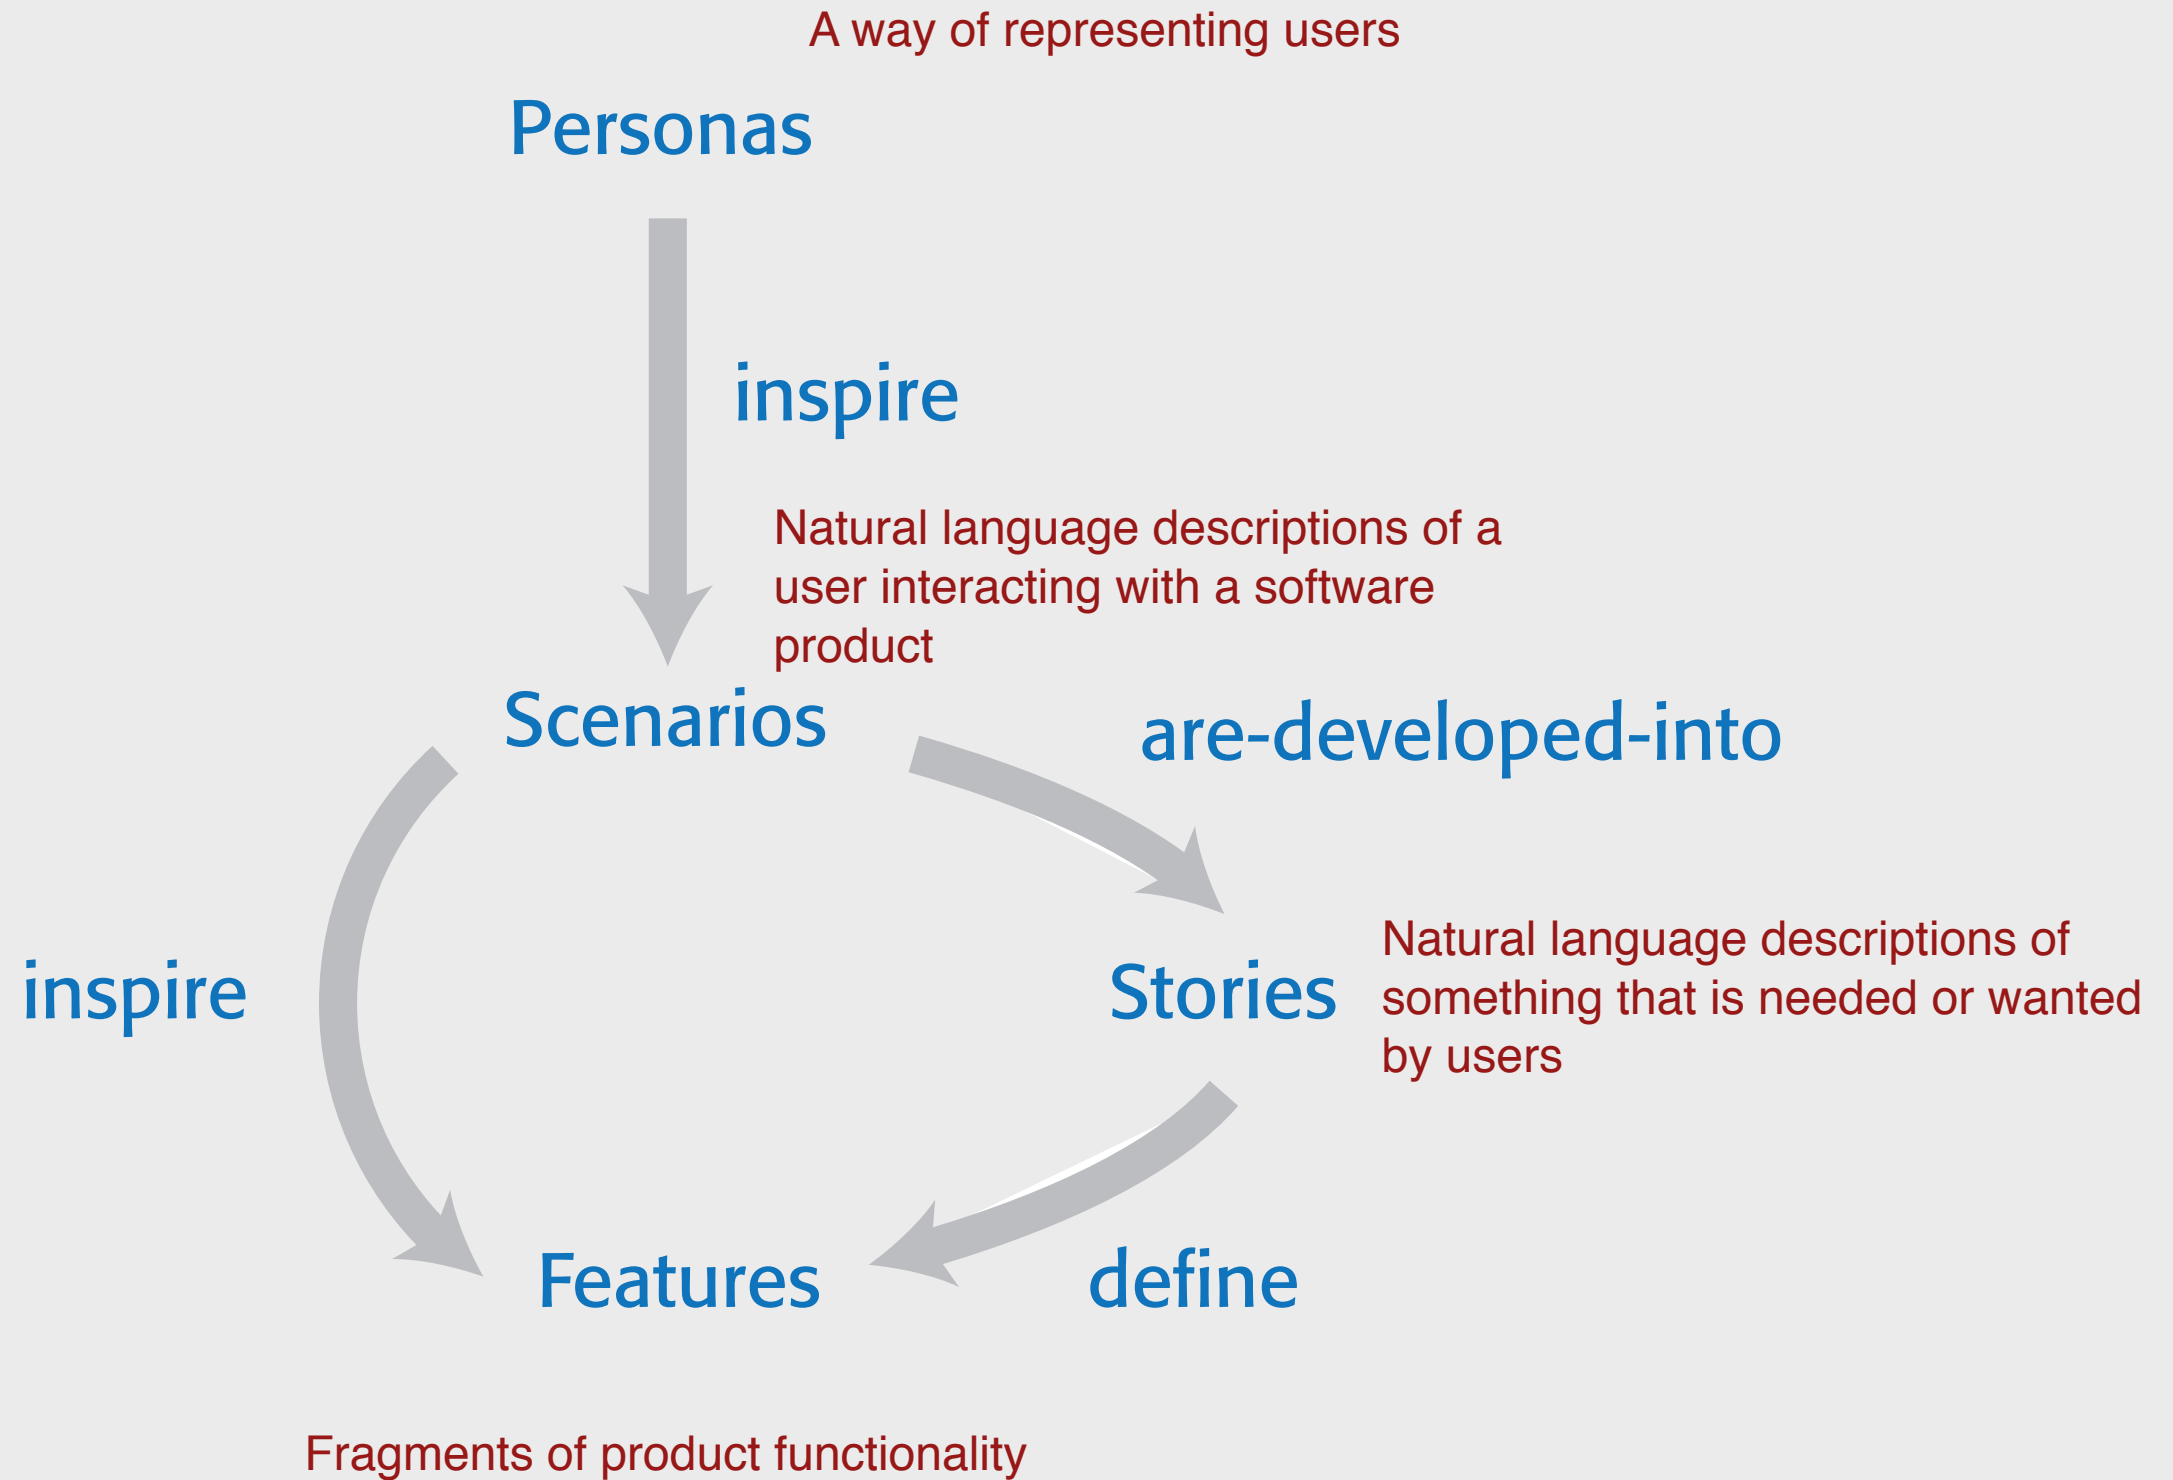 A way of representing users
Personas
inspire
Natural language descriptions of a
user interacting with a software
product
Scenarios
are-developed-into
inspire
Stories
Natural language descriptions of
something that is needed or wanted
by users
Features
define
Fragments of product functionality